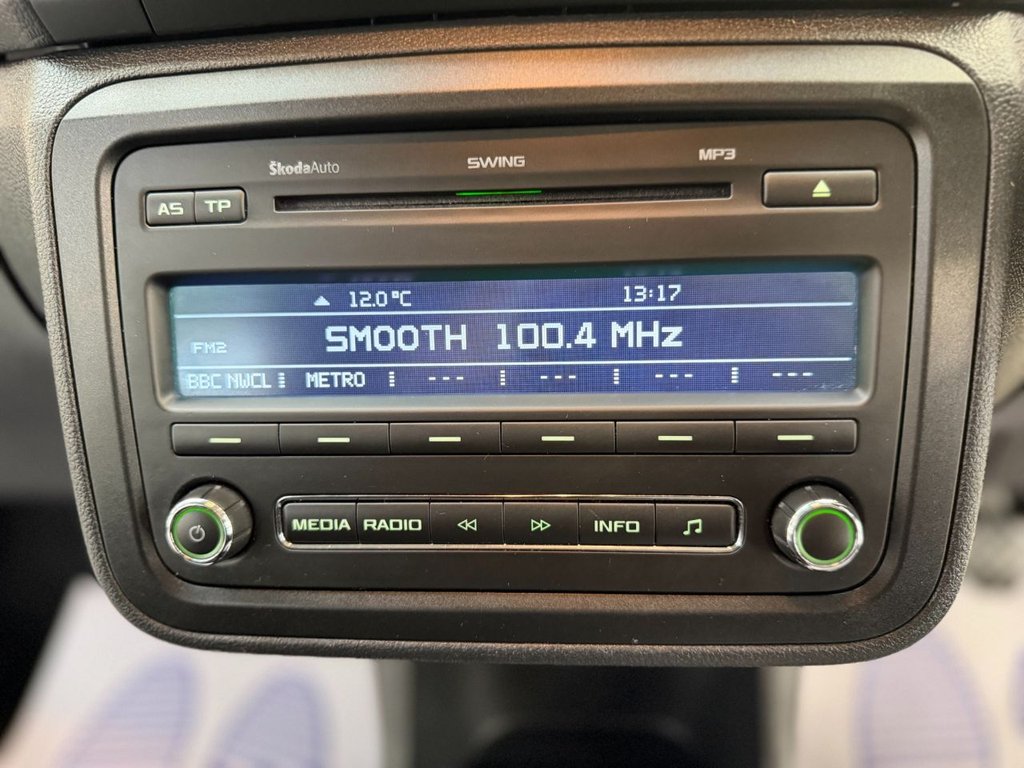 ŠkodaAuto SWING MP3
AS TP
12.0°C 13:17
FM2 SMOOTH 100.4 MHz
BBC NWCL METRO --- --- --- ---
MEDIA RADIO INFO